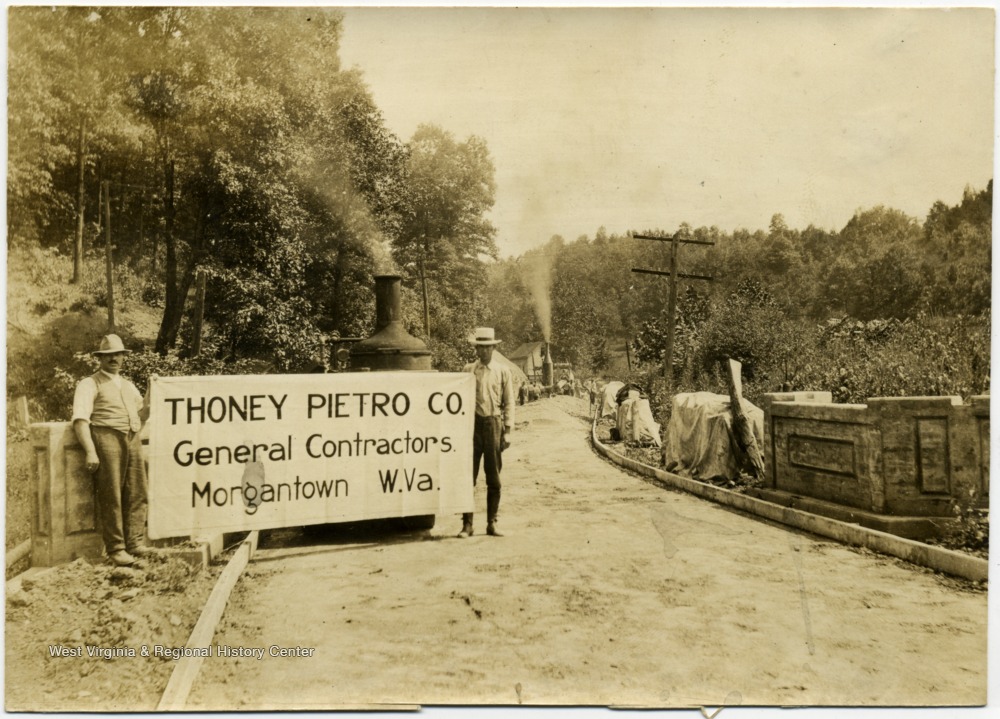 THONEY PIETRO CO.
General Contractors.
Morgantown W.Va.
West Virginia & Regional History Center